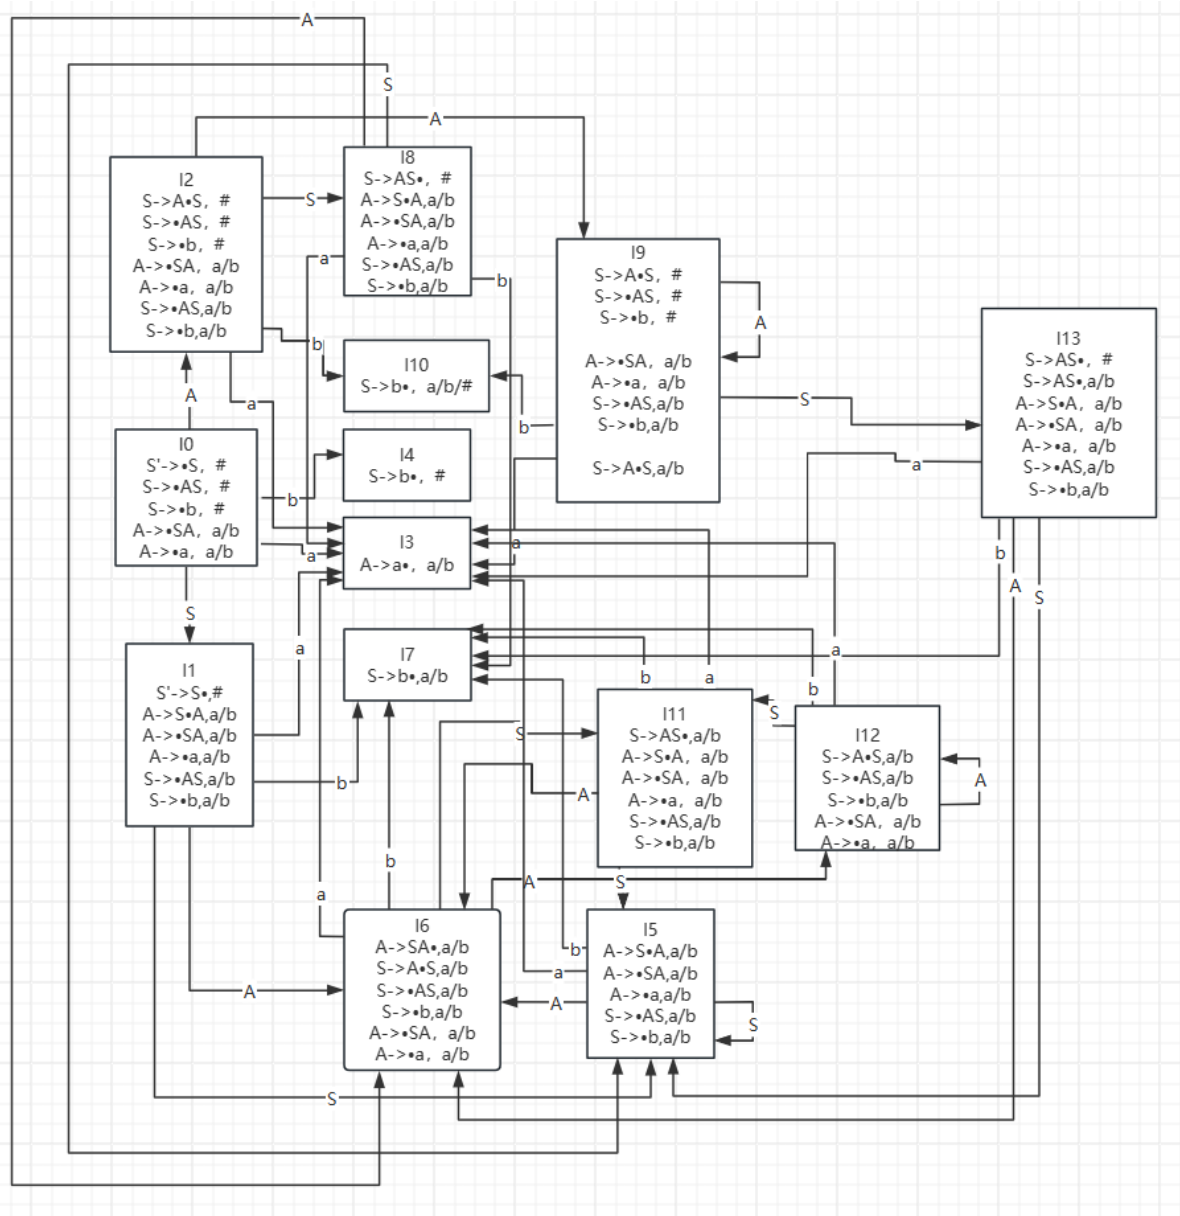 A
S
A
I2
S->A•S, #
S->•AS, #
S->•b, #
A->•SA, a/b
A->•a, a/b
S->•AS,a/b
S->•b,a/b
S
I8
S->AS•, #
A->S•A,a/b
A->•SA,a/b
A->•a,a/b
S->•AS,a/b
S->•b,a/b
a
b
b
I9
S->A•S, #
S->•AS, #
S->•b, #
A->•SA, a/b
A->•a, a/b
S->•AS,a/b
S->•b,a/b
S->A•S,a/b
A
S
I13
S->AS•, #
S->AS•,a/b
A->S•A, a/b
A->•SA, a/b
A->•a, a/b
S->•AS,a/b
S->•b,a/b
I10
S->b•, a/b/#
b
A
a
I0
S'->•S, #
S->•AS, #
S->•b, #
A->•SA, a/b
A->•a, a/b
b
I4
S->b•, #
a
a
I3
A->a•, a/b
a
b
A
S
S
I1
S'->S•,#
A->S•A,a/b
A->•SA,a/b
A->•a,a/b
S->•AS,a/b
S->•b,a/b
a
b
I7
S->b•,a/b
b
a
b
a
S
I11
S->AS•,a/b
A->S•A, a/b
A->•SA, a/b
A->•a, a/b
S->•AS,a/b
S->•b,a/b
S
A
I12
S->A•S,a/b
S->•AS,a/b
S->•b,a/b
A->•SA, a/b
A->•a, a/b
A
b
a
A
S
I6
A->SA•,a/b
S->A•S,a/b
S->•AS,a/b
S->•b,a/b
A->•SA, a/b
A->•a, a/b
A
b
a
A
I5
A->S•A,a/b
A->•SA,a/b
A->•a,a/b
S->•AS,a/b
S->•b,a/b
S
S